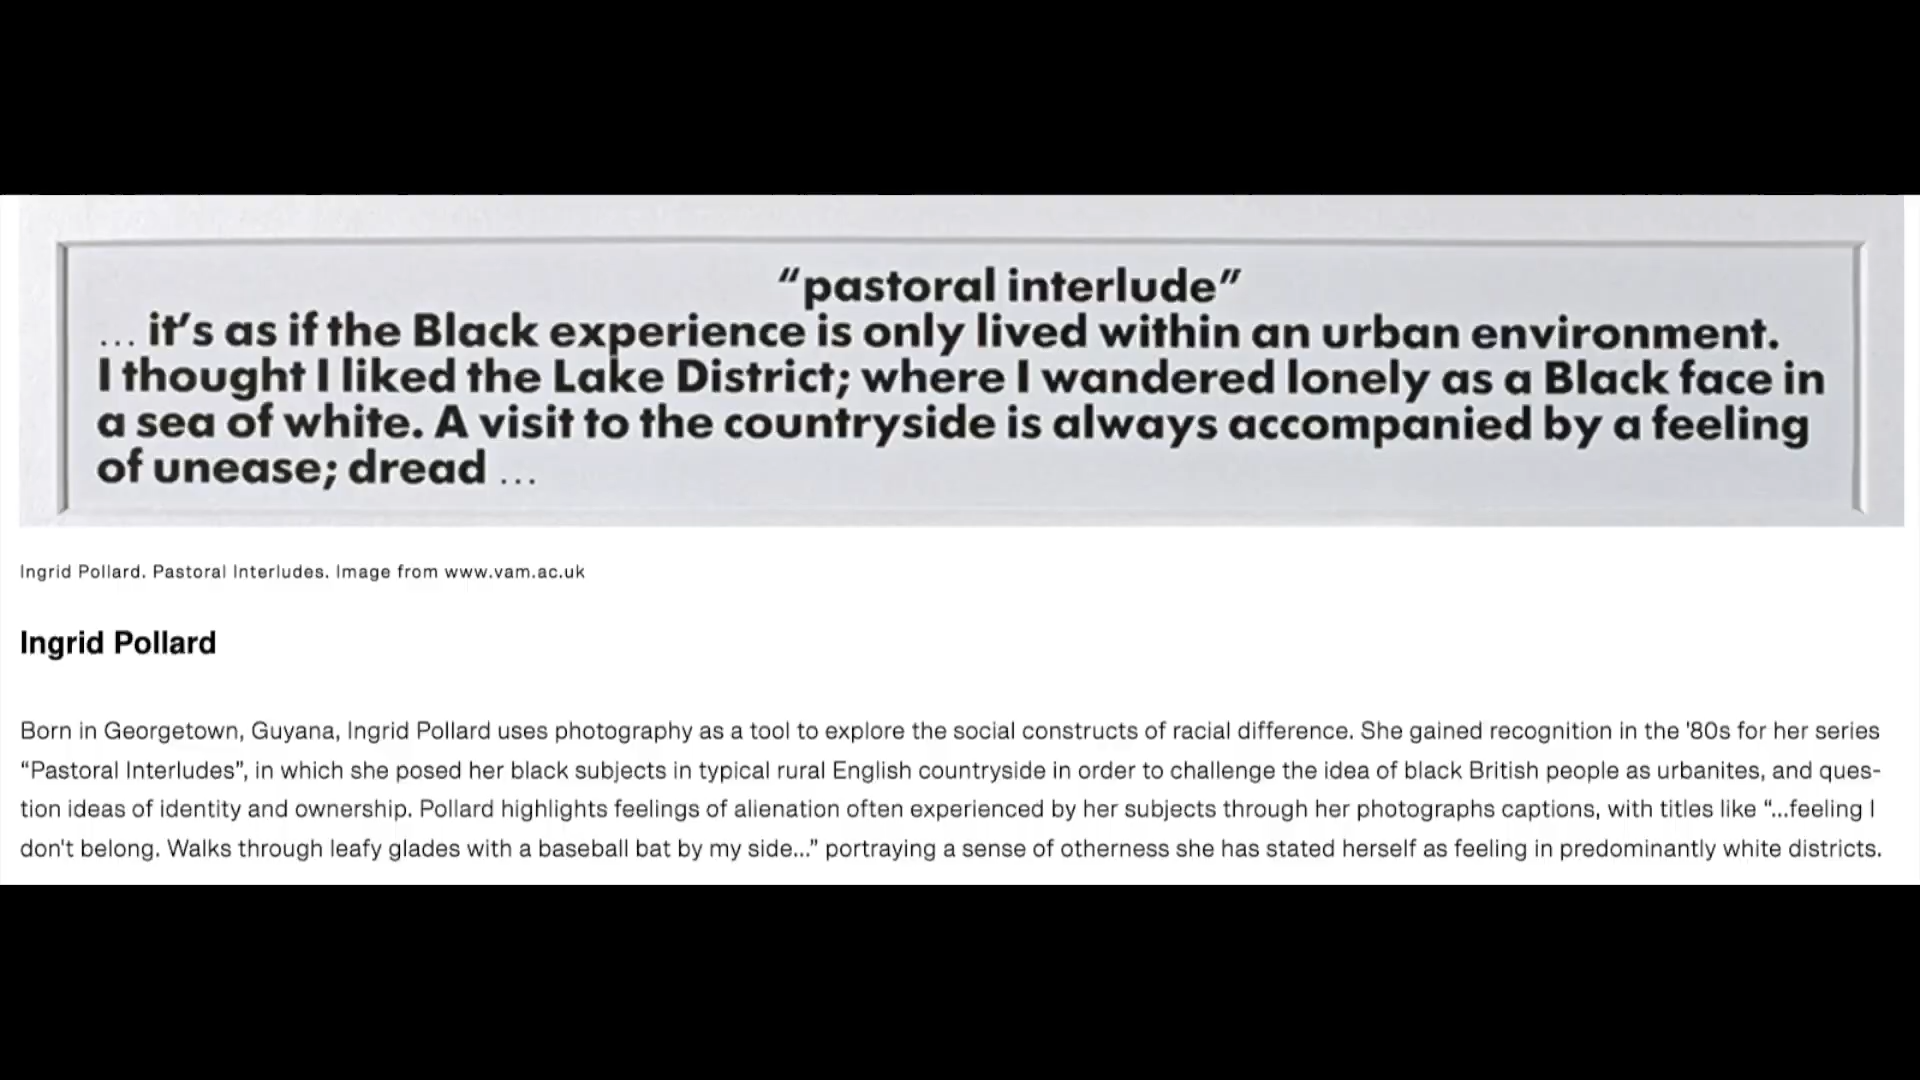 “pastoral interlude”
... it’s as if the Black experience is only lived within an urban environment.
I thought I liked the Lake District; where I wandered lonely as a Black face in
a sea of white. A visit to the countryside is always accompanied by a feeling
of unease; dread ...
Ingrid Pollard. Pastoral Interludes. Image from www.vam.ac.uk
Ingrid Pollard
Born in Georgetown, Guyana, Ingrid Pollard uses photography as a tool to explore the social constructs of racial difference. She gained recognition in the '80s for her series
“Pastoral Interludes”, in which she posed her black subjects in typical rural English countryside in order to challenge the idea of black British people as urbanites, and ques-
tion ideas of identity and ownership. Pollard highlights feelings of alienation often experienced by her subjects through her photographs captions, with titles like “...feeling I
don't belong. Walks through leafy glades with a baseball bat by my side...” portraying a sense of otherness she has stated herself as feeling in predominantly white districts.